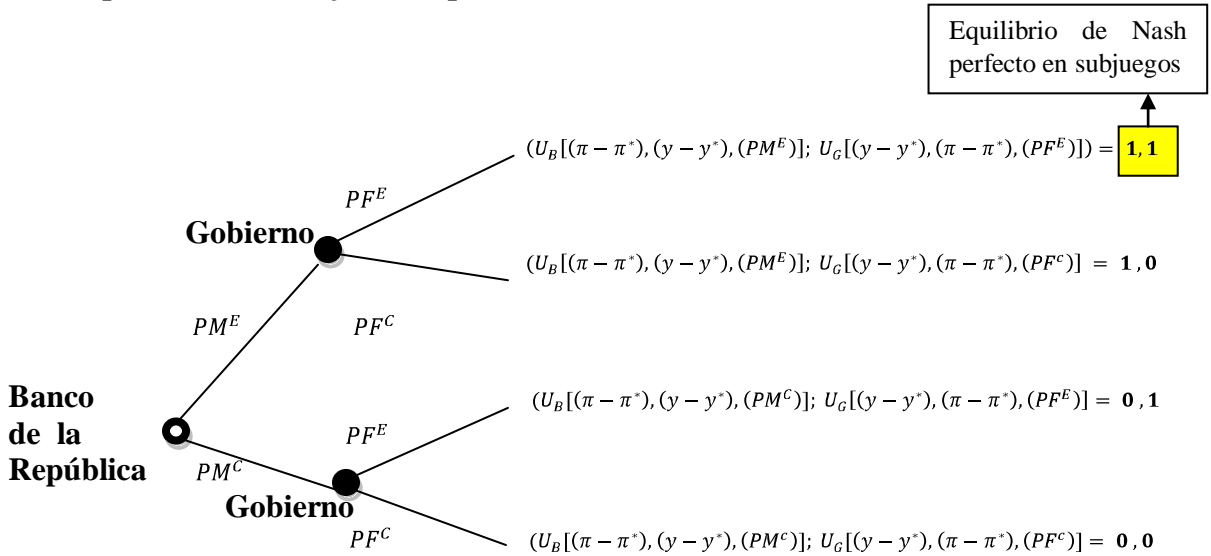 Equilibrio de Nash
perfecto en subjuegos
(U_B[(π − π*), (y − y*), (PM^E)]; U_G[(y − y*), (π − π*), (PF^E)]) = 1, 1
PF^E
Gobierno
(U_B[(π − π*), (y − y*), (PM^E)]; U_G[(y − y*), (π − π*), (PF^c)] = 1 , 0
PM^E
PF^C
Banco
de la
República
(U_B[(π − π*), (y − y*), (PM^C)]; U_G[(y − y*), (π − π*), (PF^E)] = 0 , 1
PF^E
PM^C
Gobierno
PF^C
(U_B[(π − π*), (y − y*), (PM^c)]; U_G[(y − y*), (π − π*), (PF^c)] = 0 , 0